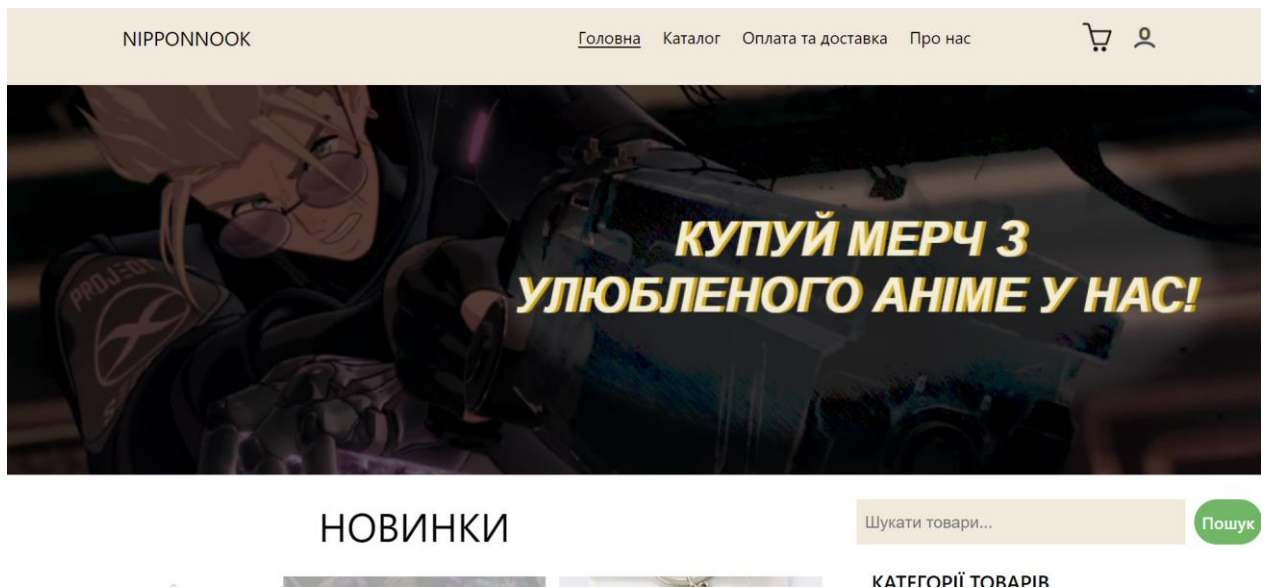 NIPPONNOOK
Головна Каталог Оплата та доставка Про нас
PROJECT
КУПУЙ МЕРЧ З
УЛЮБЛЕНОГО АНІМЕ У НАС!
НОВИНКИ
Шукати товари...
Пошук
КАТЕГОРІЇ ТОВАРІВ